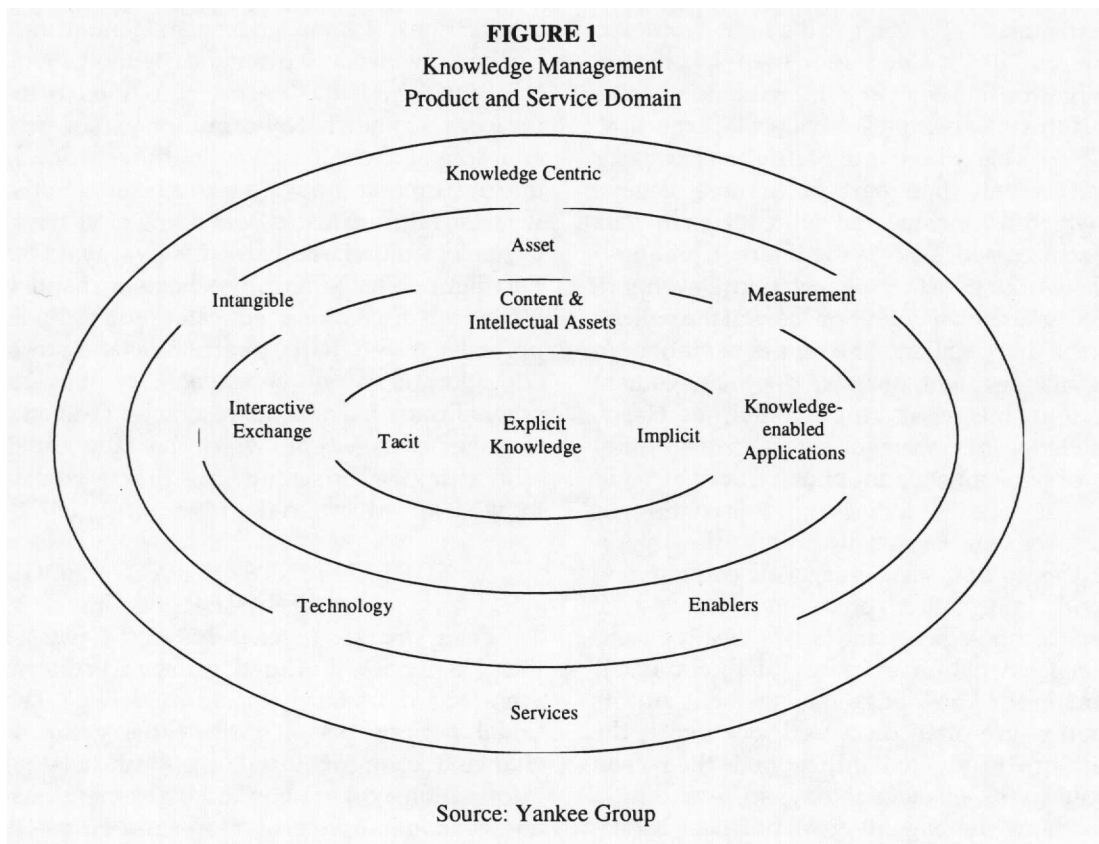 FIGURE 1
Knowledge Management
Product and Service Domain
Knowledge Centric
Asset
Intangible
Measurement
Content &
Intellectual Assets
Interactive
Exchange
Tacit
Explicit
Knowledge
Implicit
Knowledge-
enabled
Applications
Technology
Enablers
Services
Source: Yankee Group